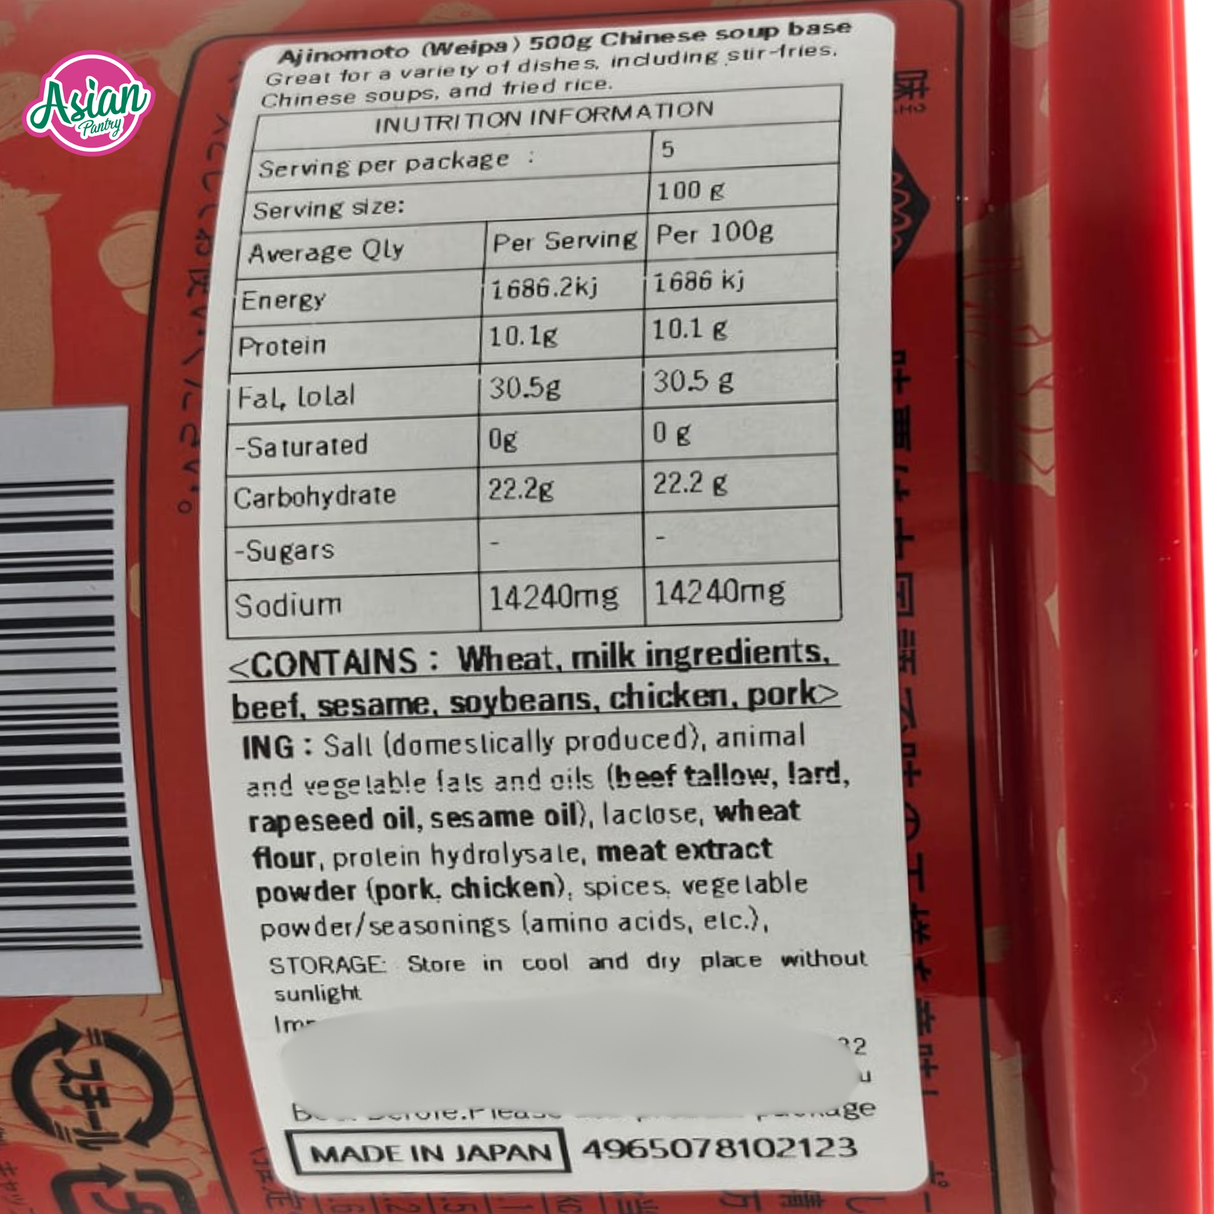 Asian
Pantry
Ajinomoto (Weipa) 500g Chinese soup base
Great for a variety of dishes, including stir-fries,
Chinese soups, and fried rice.
INUTRITION INFORMATION
Serving per package : 5
Serving size: 100 g
Average Qly Per Serving Per 100g
Energy 1686.2kj 1686 kj
Protein 10.1g 10.1 g
Fat, lolal 30.5g 30.5 g
-Saturated 0g 0 g
Carbohydrate 22.2g 22.2 g
-Sugars - -
Sodium 14240mg 14240mg
<CONTAINS : Wheat, milk ingredients,
beef, sesame, soybeans, chicken, pork>
ING : Salt (domestically produced), animal
and vegetable fats and oils (beef tallow, lard,
rapeseed oil, sesame oil), lactose, wheat
flour, protein hydrolysate, meat extract
powder (pork, chicken), spices, vegetable
powder/seasonings (amino acids, etc.),
STORAGE: Store in cool and dry place without
sunlight
MADE IN JAPAN 4965078102123
スチール